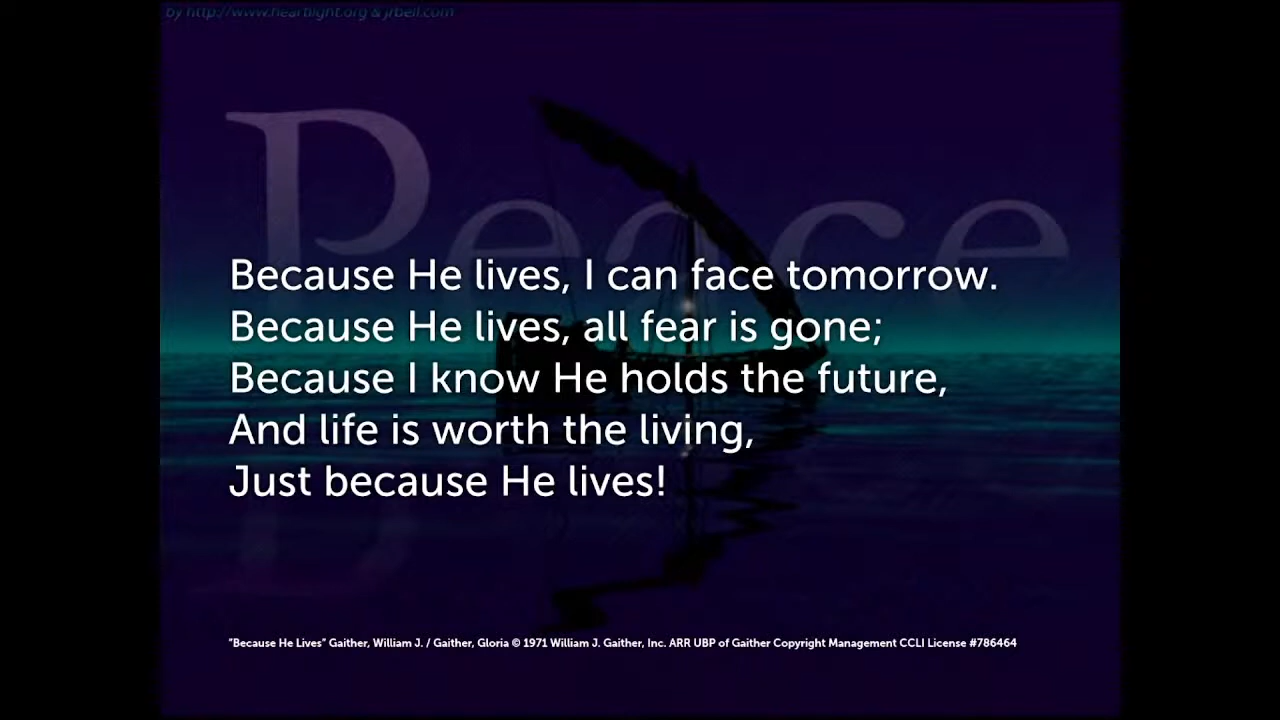 by http://www.heartlight.org & jrbell.com
Peace
Because He lives, I can face tomorrow.
Because He lives, all fear is gone;
Because I know He holds the future,
And life is worth the living,
Just because He lives!
"Because He Lives" Gaither, William J. / Gaither, Gloria © 1971 William J. Gaither, Inc. ARR UBP of Gaither Copyright Management CCLI License #786464